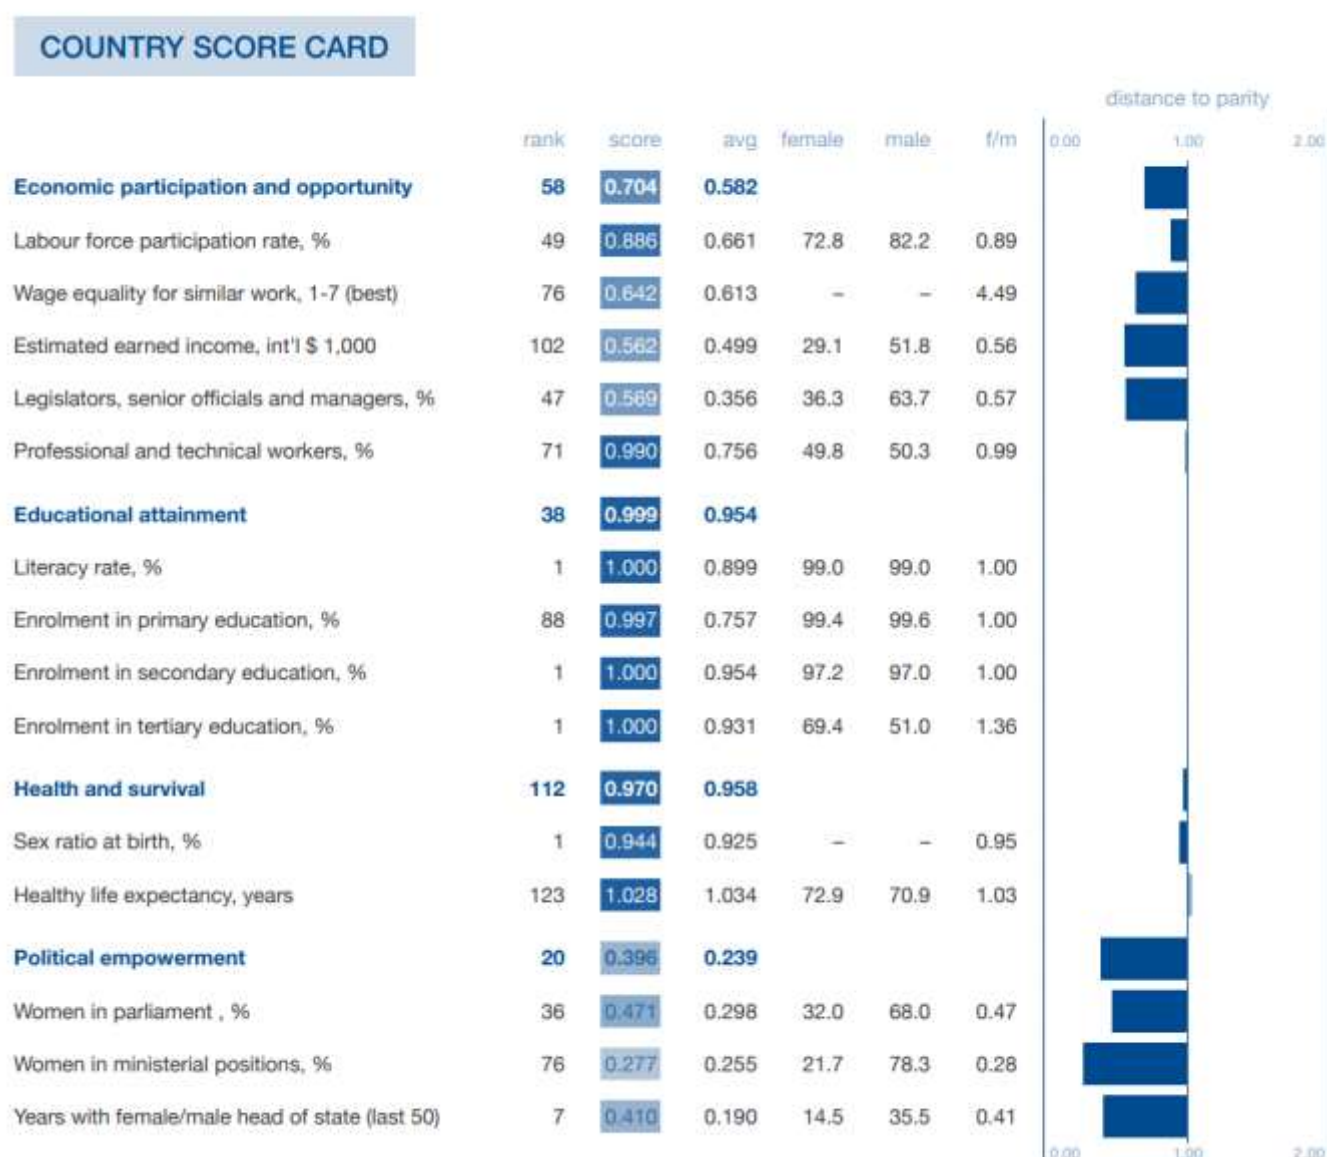 COUNTRY SCORE CARD
distance to parity
rank score avg female male f/m 0.00 1.00 2.00
Economic participation and opportunity 58 0.704 0.582
Labour force participation rate, % 49 0.886 0.661 72.8 82.2 0.89
Wage equality for similar work, 1-7 (best) 76 0.642 0.613 – – 4.49
Estimated earned income, int'l $ 1,000 102 0.562 0.499 29.1 51.8 0.56
Legislators, senior officials and managers, % 47 0.569 0.356 36.3 63.7 0.57
Professional and technical workers, % 71 0.990 0.756 49.8 50.3 0.99
Educational attainment 38 0.999 0.954
Literacy rate, % 1 1.000 0.899 99.0 99.0 1.00
Enrolment in primary education, % 88 0.997 0.757 99.4 99.6 1.00
Enrolment in secondary education, % 1 1.000 0.954 97.2 97.0 1.00
Enrolment in tertiary education, % 1 1.000 0.931 69.4 51.0 1.36
Health and survival 112 0.970 0.958
Sex ratio at birth, % 1 0.944 0.925 – – 0.95
Healthy life expectancy, years 123 1.028 1.034 72.9 70.9 1.03
Political empowerment 20 0.396 0.239
Women in parliament , % 36 0.471 0.298 32.0 68.0 0.47
Women in ministerial positions, % 76 0.277 0.255 21.7 78.3 0.28
Years with female/male head of state (last 50) 7 0.410 0.190 14.5 35.5 0.41
0.00 1.00 2.00